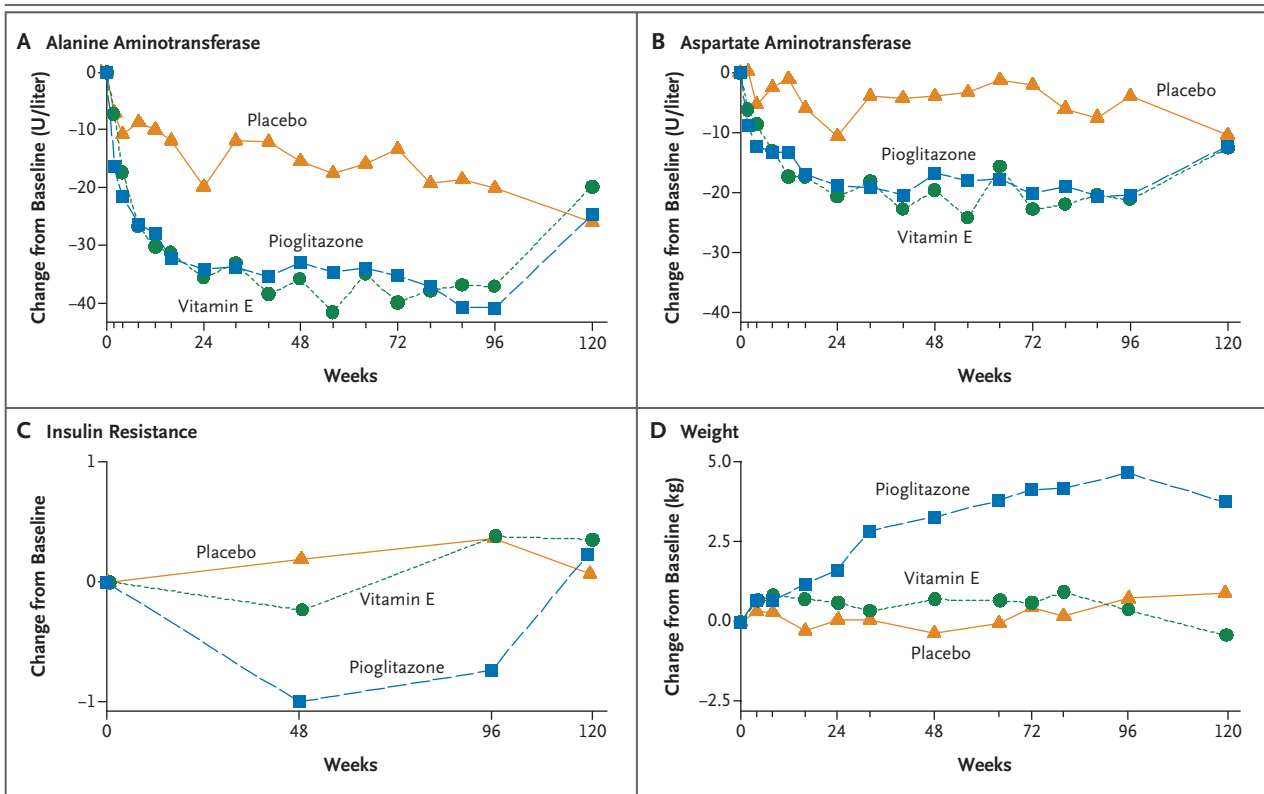 A Alanine Aminotransferase
Change from Baseline (U/liter)
0
–10
–20
–30
–40
Placebo
Pioglitazone
Vitamin E
0 24 48 72 96 120
Weeks
B Aspartate Aminotransferase
Change from Baseline (U/liter)
0
–10
–20
–30
–40
Placebo
Pioglitazone
Vitamin E
0 24 48 72 96 120
Weeks
C Insulin Resistance
Change from Baseline
1
0
–1
Placebo
Vitamin E
Pioglitazone
0 48 96 120
Weeks
D Weight
Change from Baseline (kg)
5.0
2.5
0.0
–2.5
Pioglitazone
Vitamin E
Placebo
0 24 48 72 96 120
Weeks